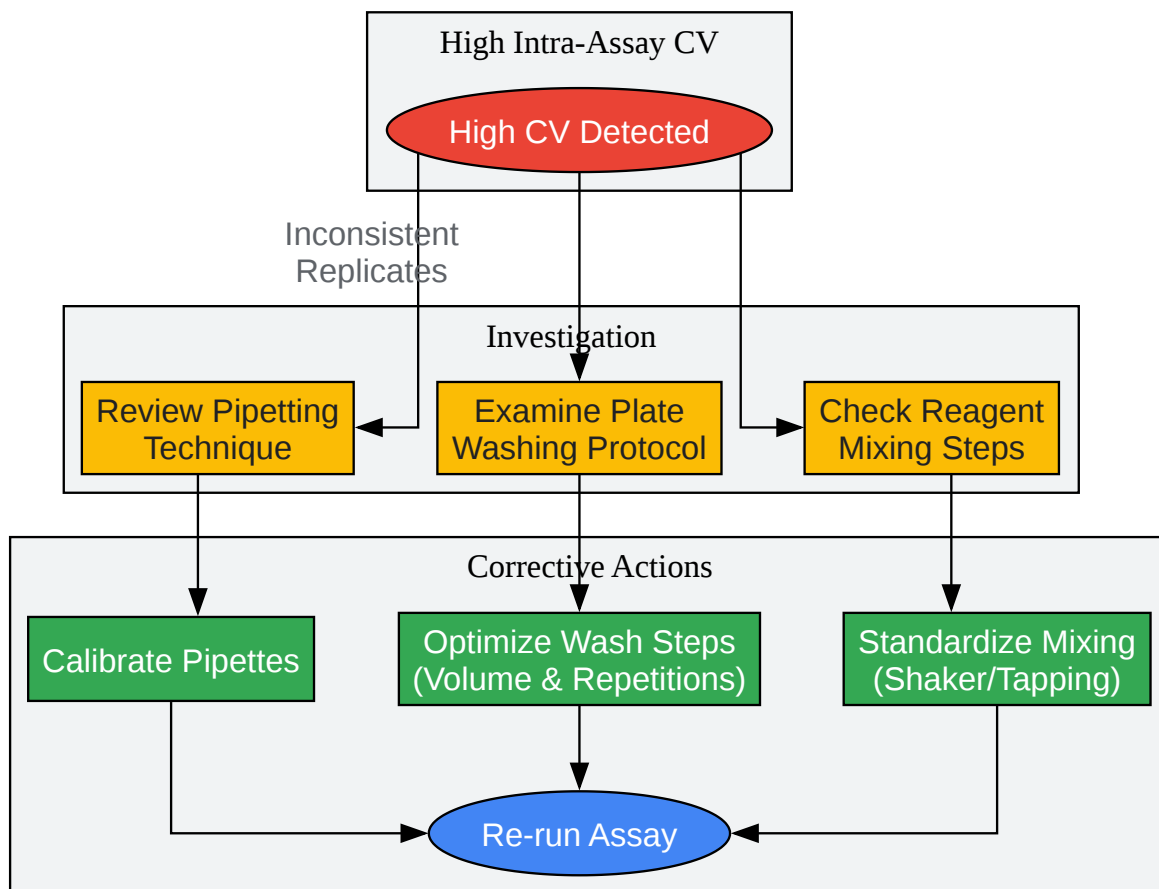 High Intra-Assay CV
High CV Detected
Inconsistent
Replicates
Investigation
Review Pipetting
Technique
Examine Plate
Washing Protocol
Check Reagent
Mixing Steps
Corrective Actions
Calibrate Pipettes
Optimize Wash Steps
(Volume & Repetitions)
Standardize Mixing
(Shaker/Tapping)
Re-run Assay